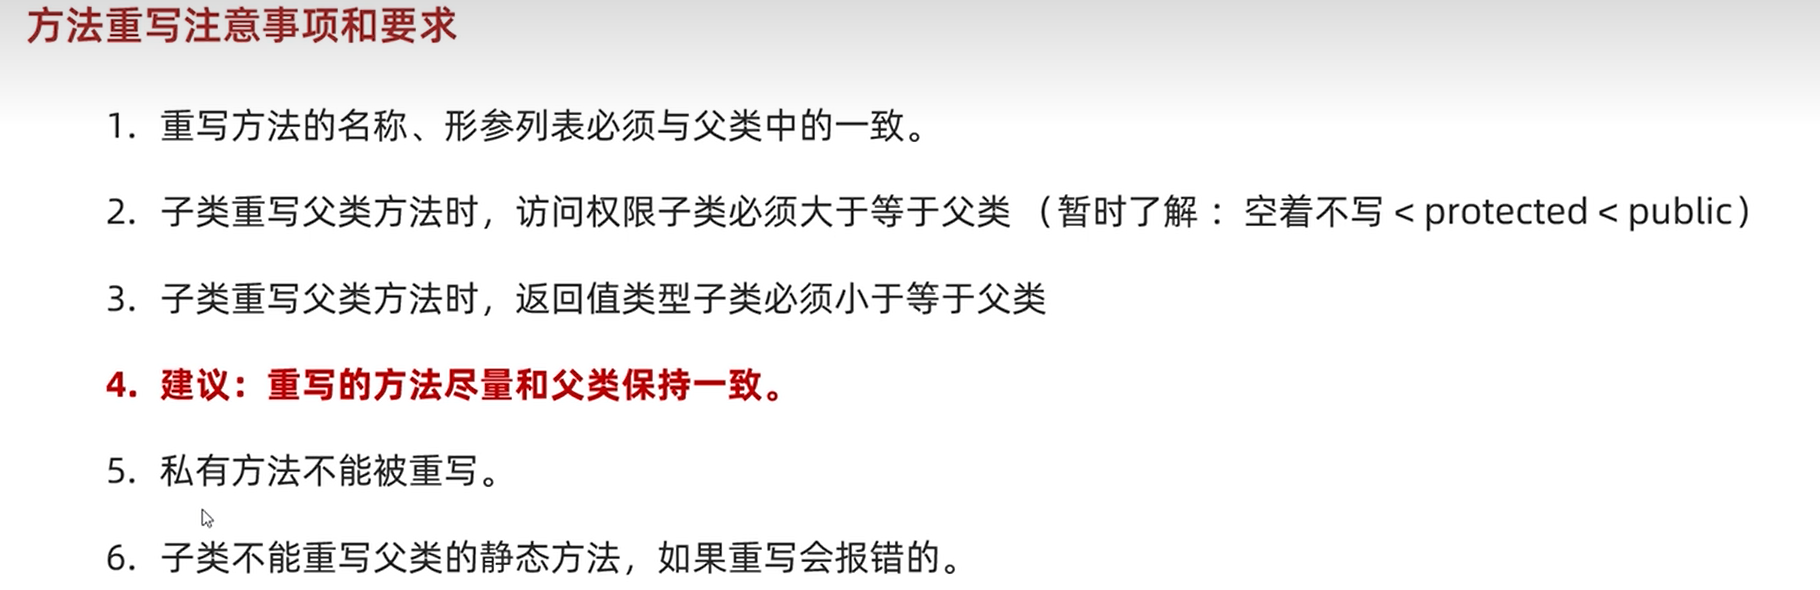 方法重写注意事项和要求
1. 重写方法的名称、形参列表必须与父类中的一致。
2. 子类重写父类方法时，访问权限子类必须大于等于父类 （暂时了解 ：空着不写 < protected < public）
3. 子类重写父类方法时，返回值类型子类必须小于等于父类
4. 建议：重写的方法尽量和父类保持一致。
5. 私有方法不能被重写。
6. 子类不能重写父类的静态方法，如果重写会报错的。